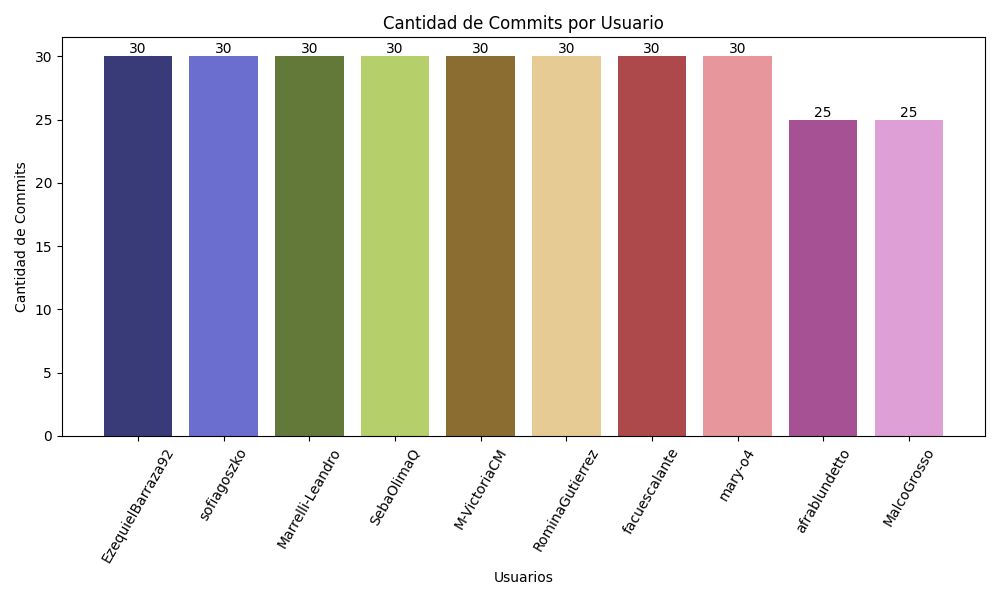 Cantidad de Commits por Usuario
30 30 30 30 30 30 30 30 25 25
Cantidad de Commits
30
25
20
15
10
5
0
EzequielBarraza92
sofiagoszko
Marrelli-Leandro
SebaOlimaQ
M-VictoriaCM
RominaGutierrez
facuescalante
mary-o4
afrablundetto
MalcoGrosso
Usuarios